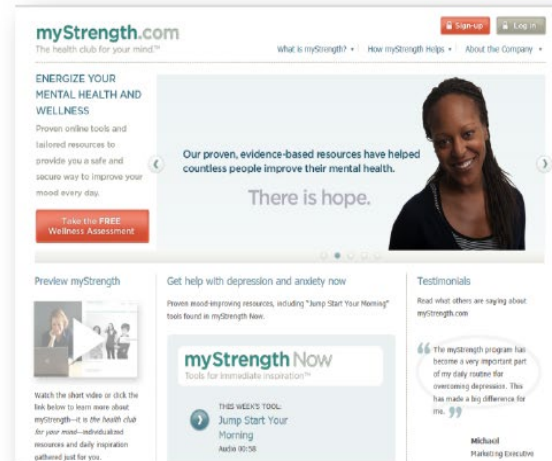 myStrength.com
The health club for your mind.™
Sign-up
Log in
What is myStrength?
How myStrength Helps
About the Company
ENERGIZE YOUR
MENTAL HEALTH AND
WELLNESS
Proven online tools and
tailored resources to
provide you a safe and
secure way to improve your
mood every day.
Take the FREE
Wellness Assessment
Our proven, evidence-based resources have helped
countless people improve their mental health.
There is hope.
Preview myStrength
Watch the short video or click the
link below to learn more about
myStrength—it is the health club
for your mind—individualized
resources and daily inspiration
gathered just for you.
Get help with depression and anxiety now
Proven mood-improving resources, including "Jump Start Your Morning"
tools found in myStrength Now.
myStrength Now
Tools for immediate inspiration™
THIS WEEK'S TOOL:
Jump Start Your
Morning
Audio 00:58
Testimonials
Read what others are saying about
myStrength.com
“ The myStrength program has
become a very important part
of my daily routine for
overcoming depression. This
has made a big difference for
me. ”
Michael
Marketing Executive